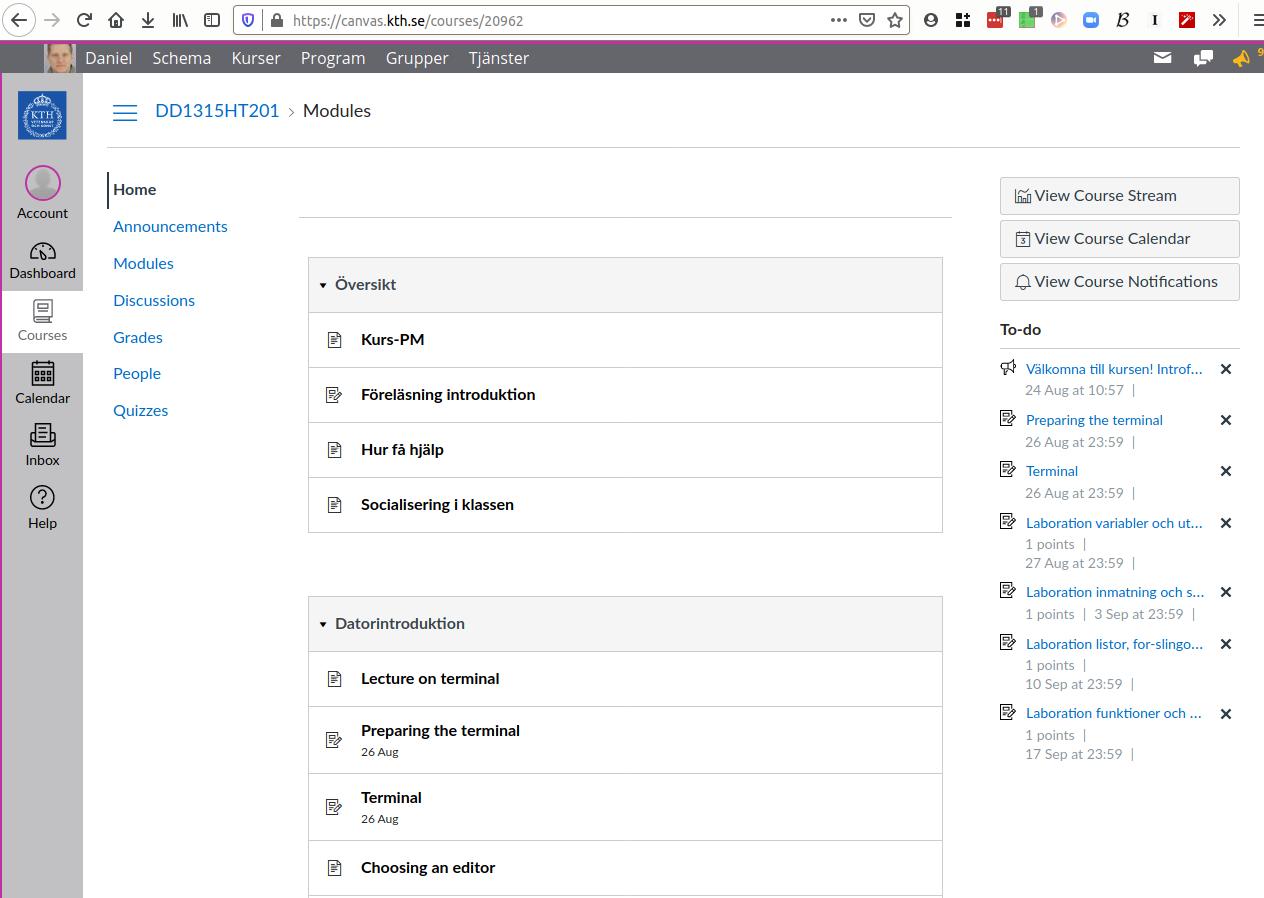 https://canvas.kth.se/courses/20962
11
1
B
I
Daniel Schema Kurser Program Grupper Tjänster
9
KTH
VETENSKAP
OCH KONST
Account
Dashboard
Courses
Calendar
Inbox
Help
DD1315HT201 > Modules
Home
Announcements
Modules
Discussions
Grades
People
Quizzes
Översikt
Kurs-PM
Föreläsning introduktion
Hur få hjälp
Socialisering i klassen
Datorintroduktion
Lecture on terminal
Preparing the terminal
26 Aug
Terminal
26 Aug
Choosing an editor
View Course Stream
3 View Course Calendar
View Course Notifications
To-do
Välkomna till kursen! Introf...
24 Aug at 10:57 |
Preparing the terminal
26 Aug at 23:59 |
Terminal
26 Aug at 23:59 |
Laboration variabler och ut...
1 points |
27 Aug at 23:59 |
Laboration inmatning och s...
1 points | 3 Sep at 23:59 |
Laboration listor, for-slingo...
1 points |
10 Sep at 23:59 |
Laboration funktioner och ...
1 points |
17 Sep at 23:59 |